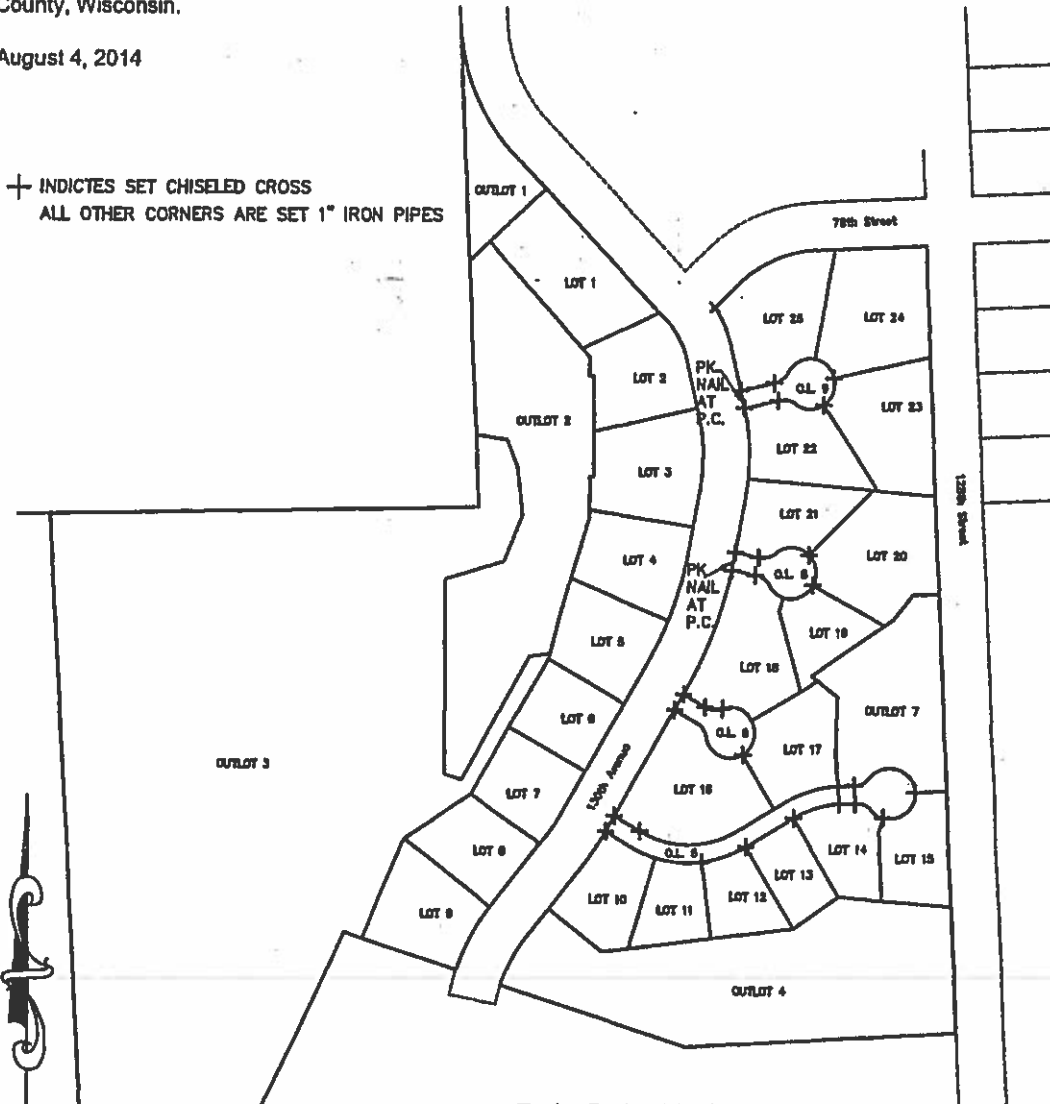 County, Wisconsin.
August 4, 2014
INDICTES SET CHISELED CROSS
ALL OTHER CORNERS ARE SET 1" IRON PIPES
OUTLOT 1
78th Street
LOT 1
LOT 25
LOT 24
LOT 2
PK
NAIL
AT
P.C.
O.L. 9
LOT 23
OUTLOT 2
LOT 22
LOT 3
LOT 21
LOT 4
LOT 20
PK
NAIL
AT
P.C.
O.L. 8
LOT 5
LOT 19
LOT 18
LOT 6
OUTLOT 7
O.L. 6
LOT 17
OUTLOT 3
130th Avenue
LOT 7
LOT 16
LOT 8
O.L. 5
LOT 14
LOT 15
LOT 13
LOT 9
LOT 10
LOT 11
LOT 12
OUTLOT 4
Street